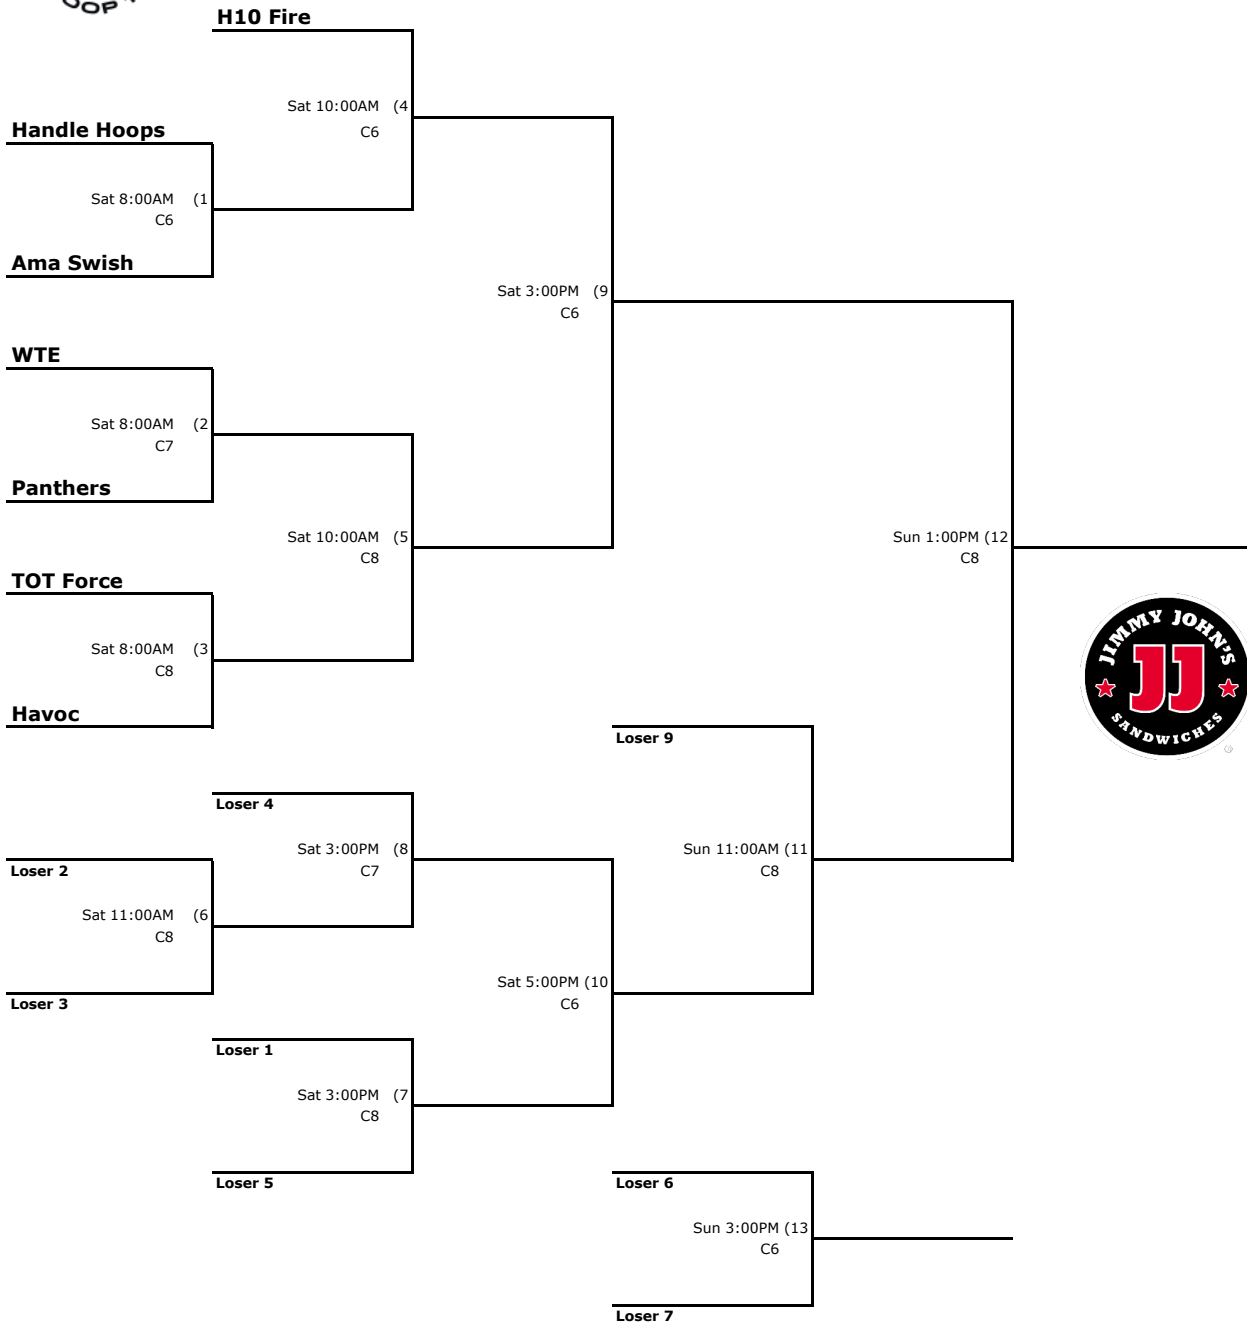 OOP
H10 Fire
Sat 10:00AM (4
C6
Handle Hoops
Sat 8:00AM (1
C6
Ama Swish
Sat 3:00PM (9
C6
WTE
Sat 8:00AM (2
C7
Panthers
Sat 10:00AM (5
C8
Sun 1:00PM (12
C8
TOT Force
JIMMY JOHN'S
JJ
SANDWICHES
Sat 8:00AM (3
C8
Havoc
Loser 9
Loser 4
Sat 3:00PM (8
C7
Sun 11:00AM (11
C8
Loser 2
Sat 11:00AM (6
C8
Sat 5:00PM (10
C6
Loser 3
Loser 1
Sat 3:00PM (7
C8
Loser 5
Loser 6
Sun 3:00PM (13
C6
Loser 7